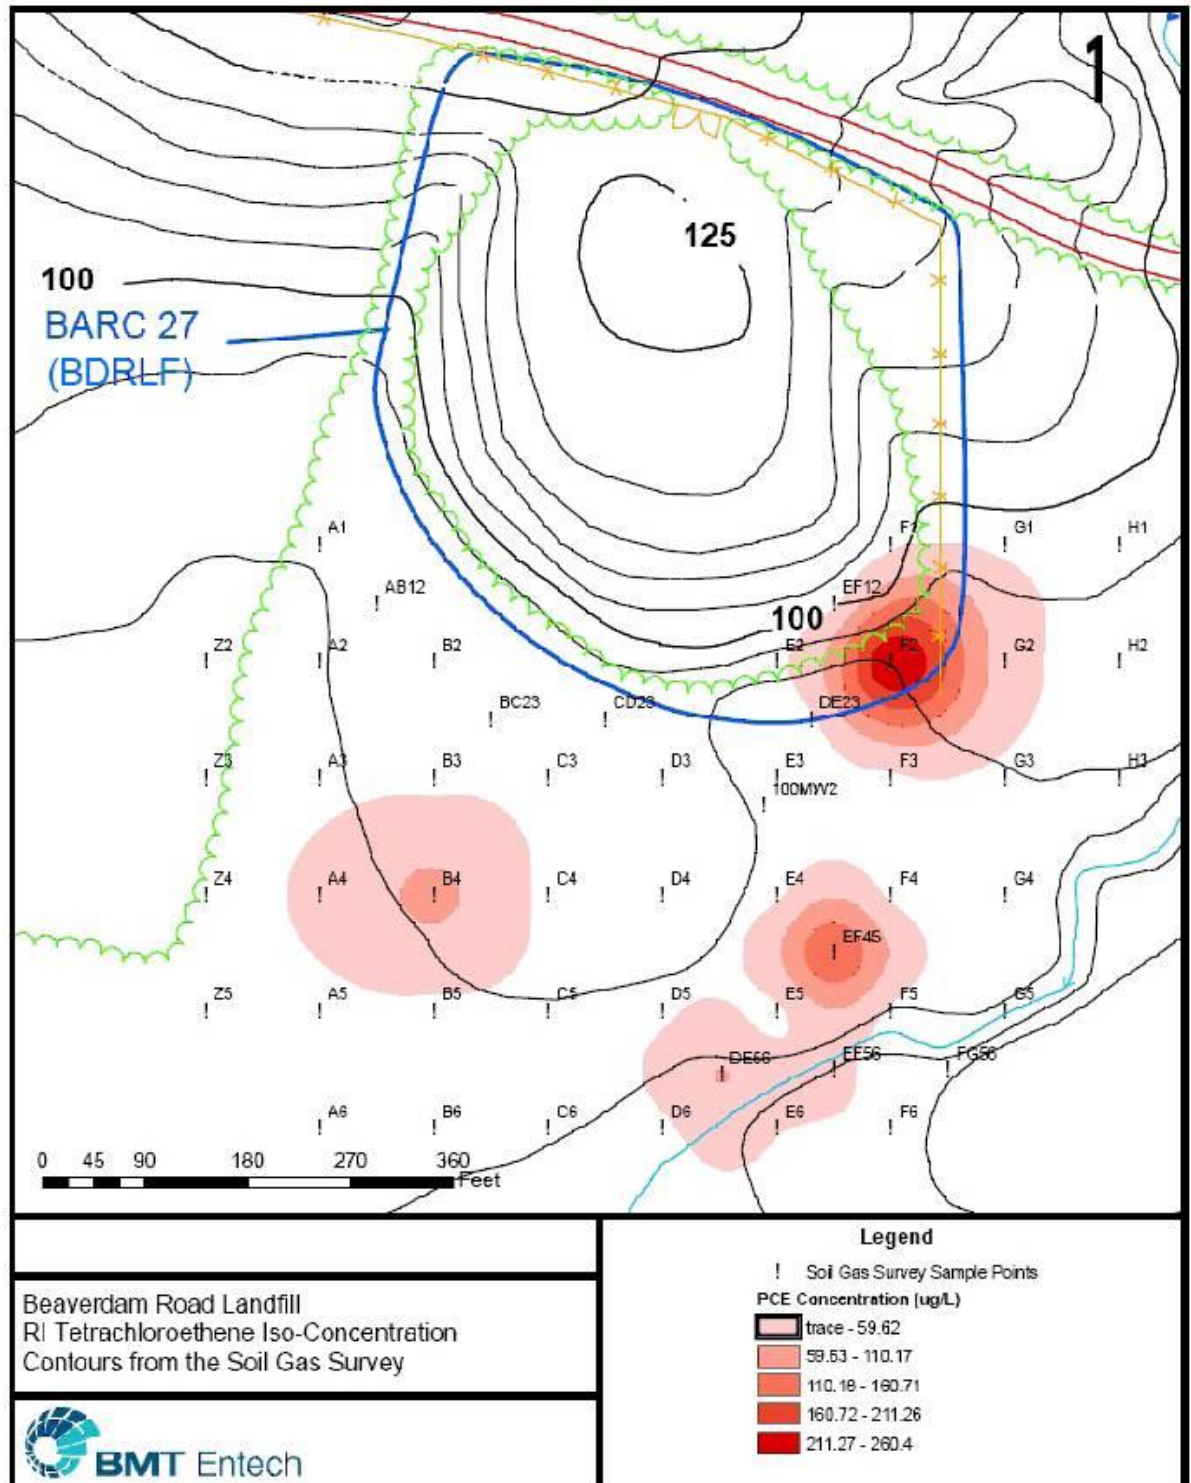 1
125
100
BARC 27
(BDRLF)
A1
F1
G1
H1
AB12
EF12
100
Z2
A2
B2
E2
F2
G2
H2
BC23
CD23
DE23
Z3
A3
B3
C3
D3
E3
F3
G3
H3
100MW2
Z4
A4
B4
C4
D4
E4
F4
G4
EF45
Z5
A5
B5
C5
D5
E5
F5
G5
DE56
EF56
FG56
A6
B6
C6
D6
E6
F6
0 45 90 180 270 360
Feet
Beaverdam Road Landfill
RI Tetrachloroethene Iso-Concentration
Contours from the Soil Gas Survey
BMT Entech
Legend
! Soil Gas Survey Sample Points
PCE Concentration (ug/L)
trace - 59.62
59.63 - 110.17
110.18 - 160.71
160.72 - 211.26
211.27 - 260.4